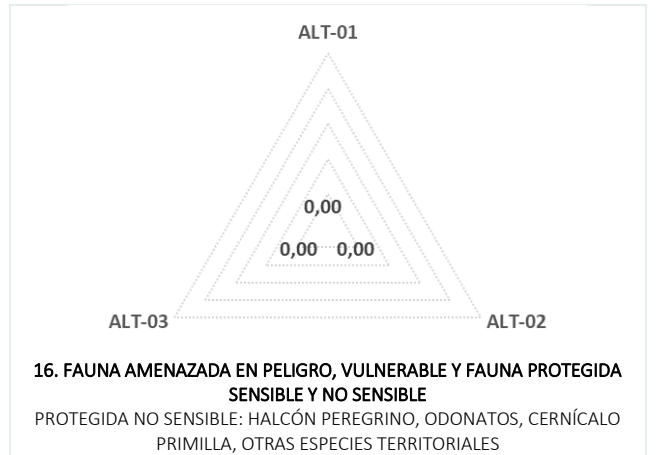 ALT-01
0,00
0,00 0,00
ALT-03 ALT-02
16. FAUNA AMENAZADA EN PELIGRO, VULNERABLE Y FAUNA PROTEGIDA
SENSIBLE Y NO SENSIBLE
PROTEGIDA NO SENSIBLE: HALCÓN PEREGRINO, ODONATOS, CERNÍCALO
PRIMILLA, OTRAS ESPECIES TERRITORIALES